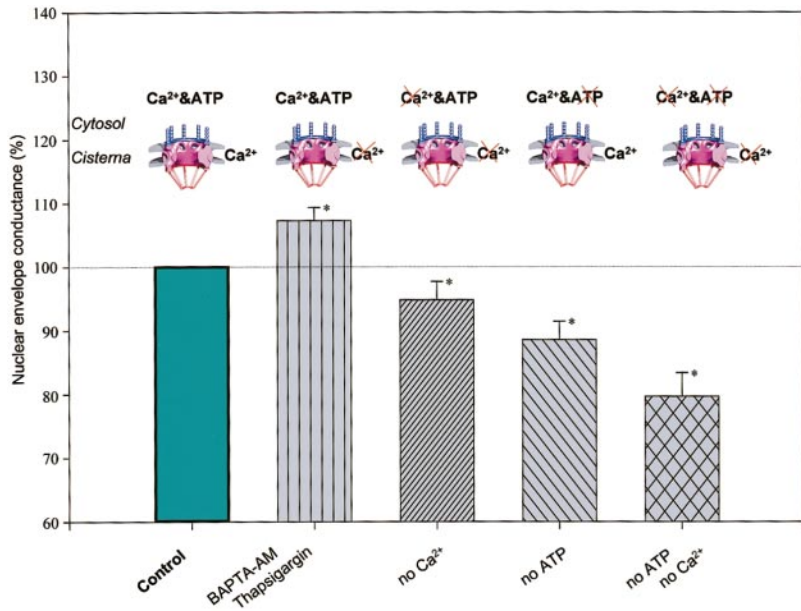 140
130
120
110
100
90
80
70
60
Nuclear envelope conductance (%)
Cytosol
Cisterna
Ca²⁺&ATP
Ca²⁺
Ca²⁺&ATP
Ca²⁺
Ca²⁺&ATP
Ca²⁺
Ca²⁺&ATP
Ca²⁺
Ca²⁺&ATP
Ca²⁺
*
*
*
*
Control
BAPTA-AM
Thapsigargin
no Ca²⁺
no ATP
no ATP
no Ca²⁺